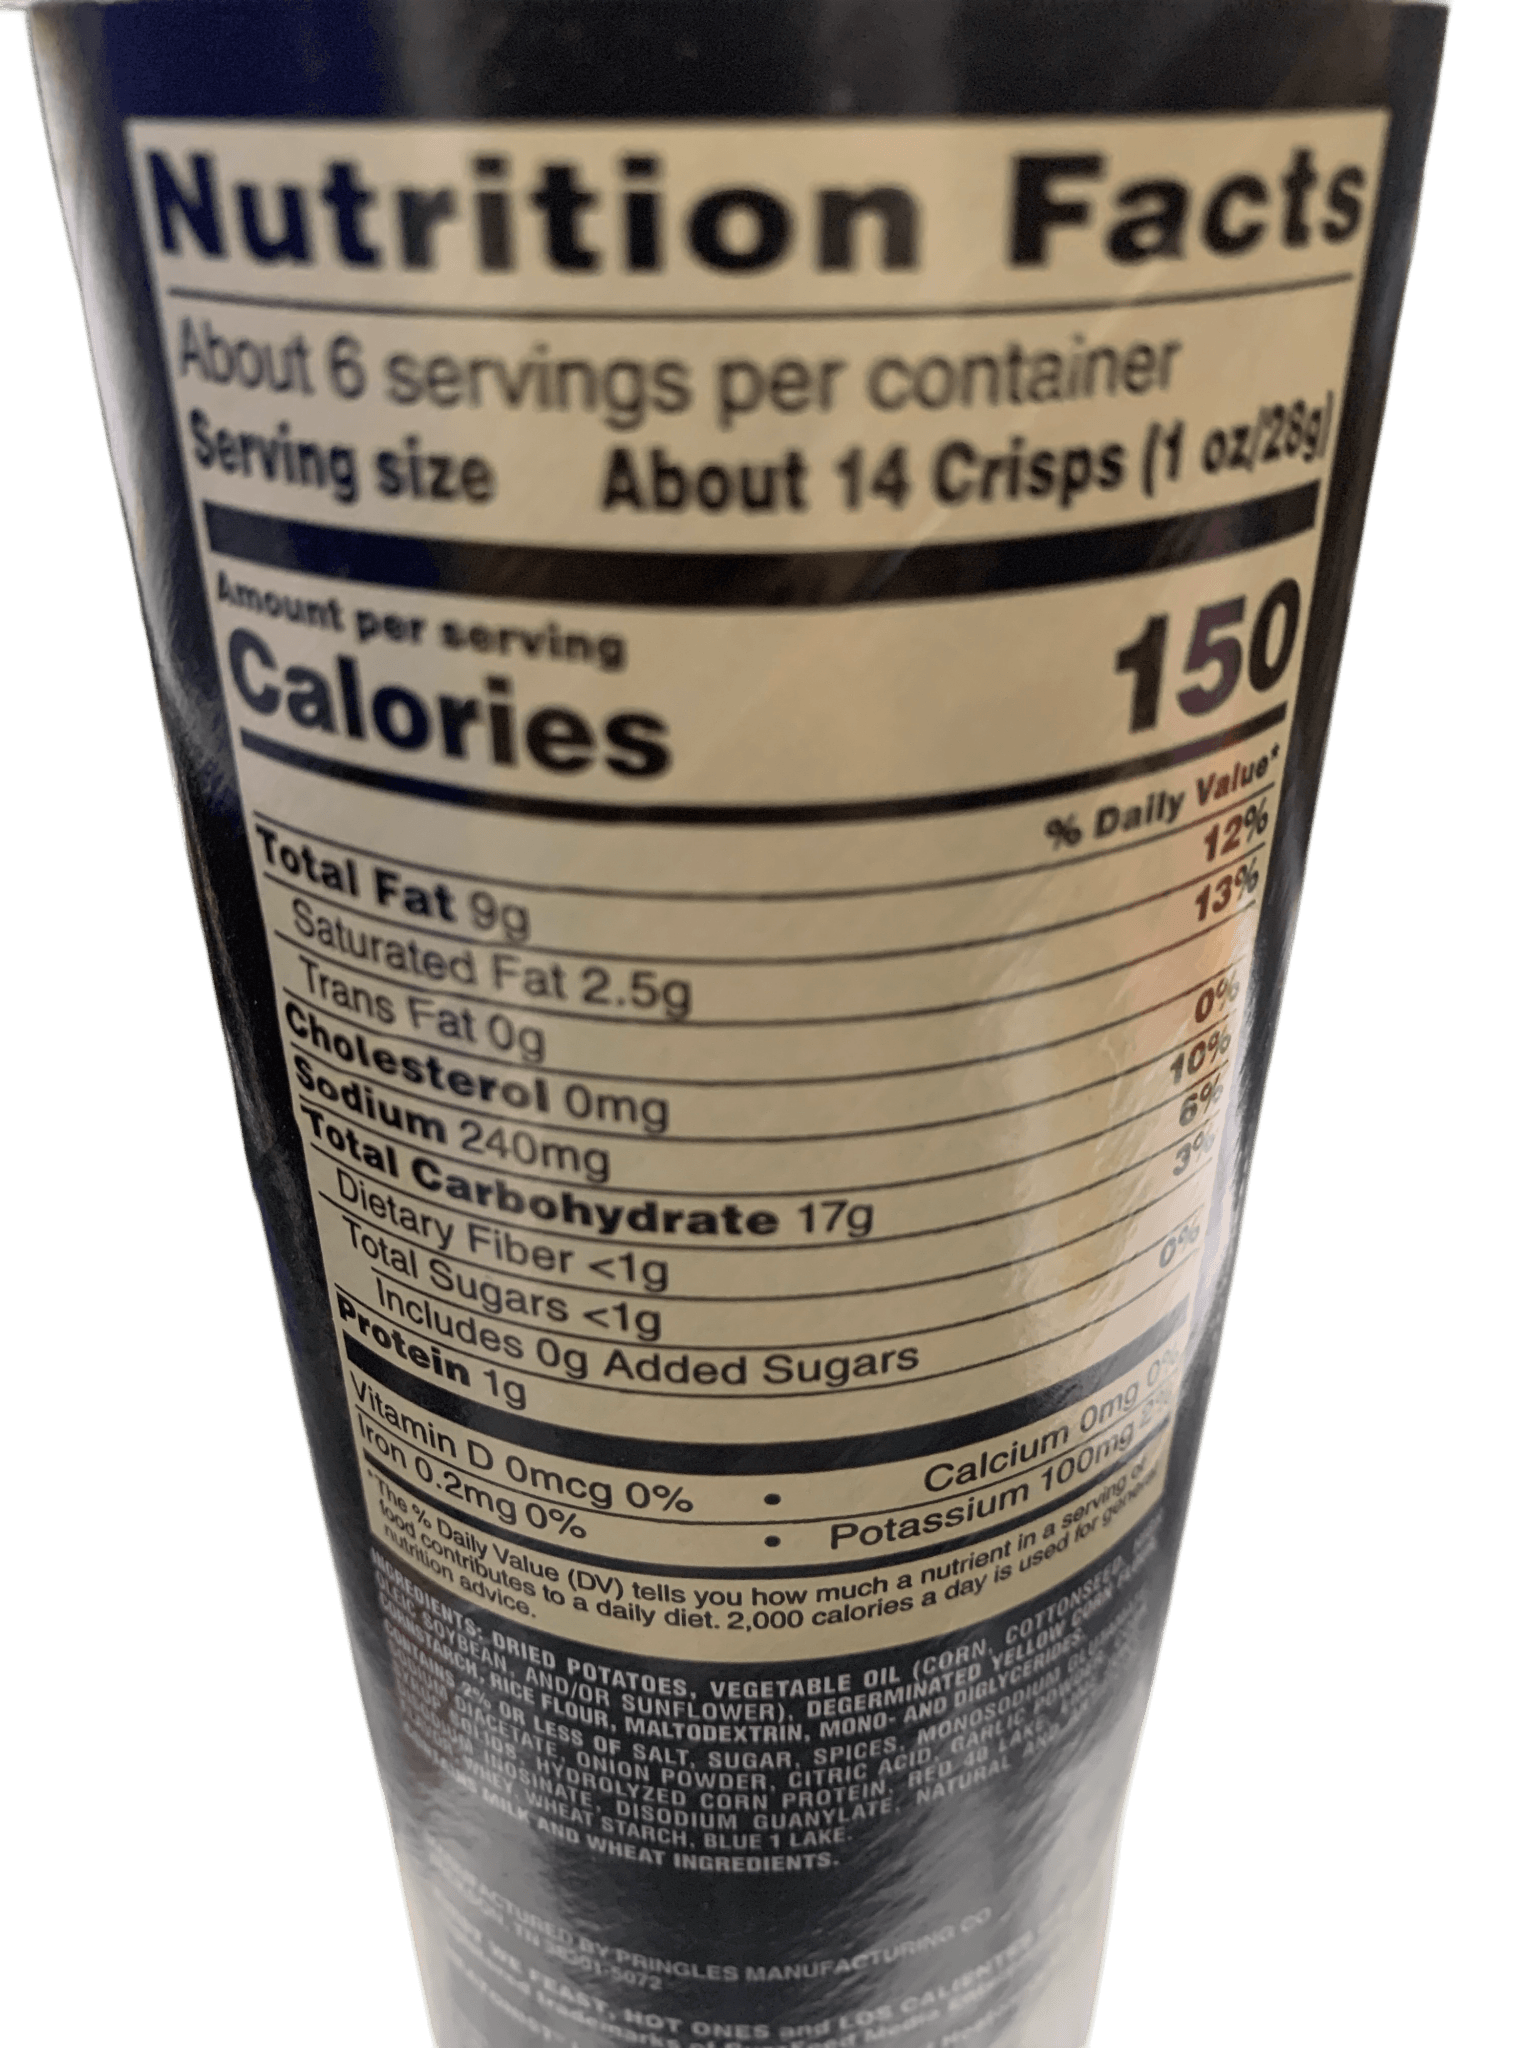 Nutrition Facts
About 6 servings per container
Serving size About 14 Crisps (1 oz/28g)
Amount per serving
Calories 150
% Daily Value*
Total Fat 9g 12%
Saturated Fat 2.5g 13%
Trans Fat 0g
Cholesterol 0mg 0%
Sodium 240mg 10%
Total Carbohydrate 17g 6%
Dietary Fiber <1g 3%
Total Sugars <1g
Includes 0g Added Sugars 0%
Protein 1g
Vitamin D 0mcg 0% • Calcium 0mg 0%
Iron 0.2mg 0% • Potassium 100mg 2%
*The % Daily Value (DV) tells you how much a nutrient in a serving of
food contributes to a daily diet. 2,000 calories a day is used for general
nutrition advice.
INGREDIENTS: DRIED POTATOES, VEGETABLE OIL (CORN, COTTONSEED,
OLEIC SOYBEAN, AND/OR SUNFLOWER), DEGERMINATED YELLOW CORN FLOUR,
CORNSTARCH, RICE FLOUR, MALTODEXTRIN, MONO- AND DIGLYCERIDES.
CONTAINS 2% OR LESS OF SALT, SUGAR, SPICES, MONOSODIUM
DIACETATE, ONION POWDER, CITRIC ACID, GARLIC POWDER,
HYDROLYZED CORN PROTEIN, RED 40 LAKE,
INOSINATE, DISODIUM GUANYLATE, NATURAL AND
WHEY, WHEAT STARCH, BLUE 1 LAKE.
MILK AND WHEAT INGREDIENTS.
BY PRINGLES MANUFACTURING CO.
TN 38301-5072
WE FEAST, HOT ONES and LOS CALIENTES
trademarks of